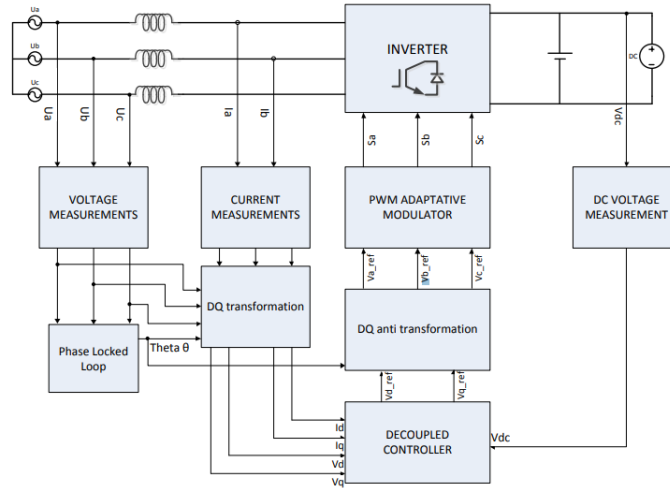 Ua
Ub
Uc
INVERTER
DC
Ua
Ub
Uc
Ia
Ib
Sa
Sb
Sc
Vdc
VOLTAGE
MEASUREMENTS
CURRENT
MEASUREMENTS
PWM ADAPTATIVE
MODULATOR
DC VOLTAGE
MEASUREMENT
Va_ref
Vb_ref
Vc_ref
DQ transformation
DQ anti transformation
Phase Locked
Loop
Theta θ
Vd_ref
Vq_ref
DECOUPLED
CONTROLLER
Id
Iq
Vd
Vq
Vdc